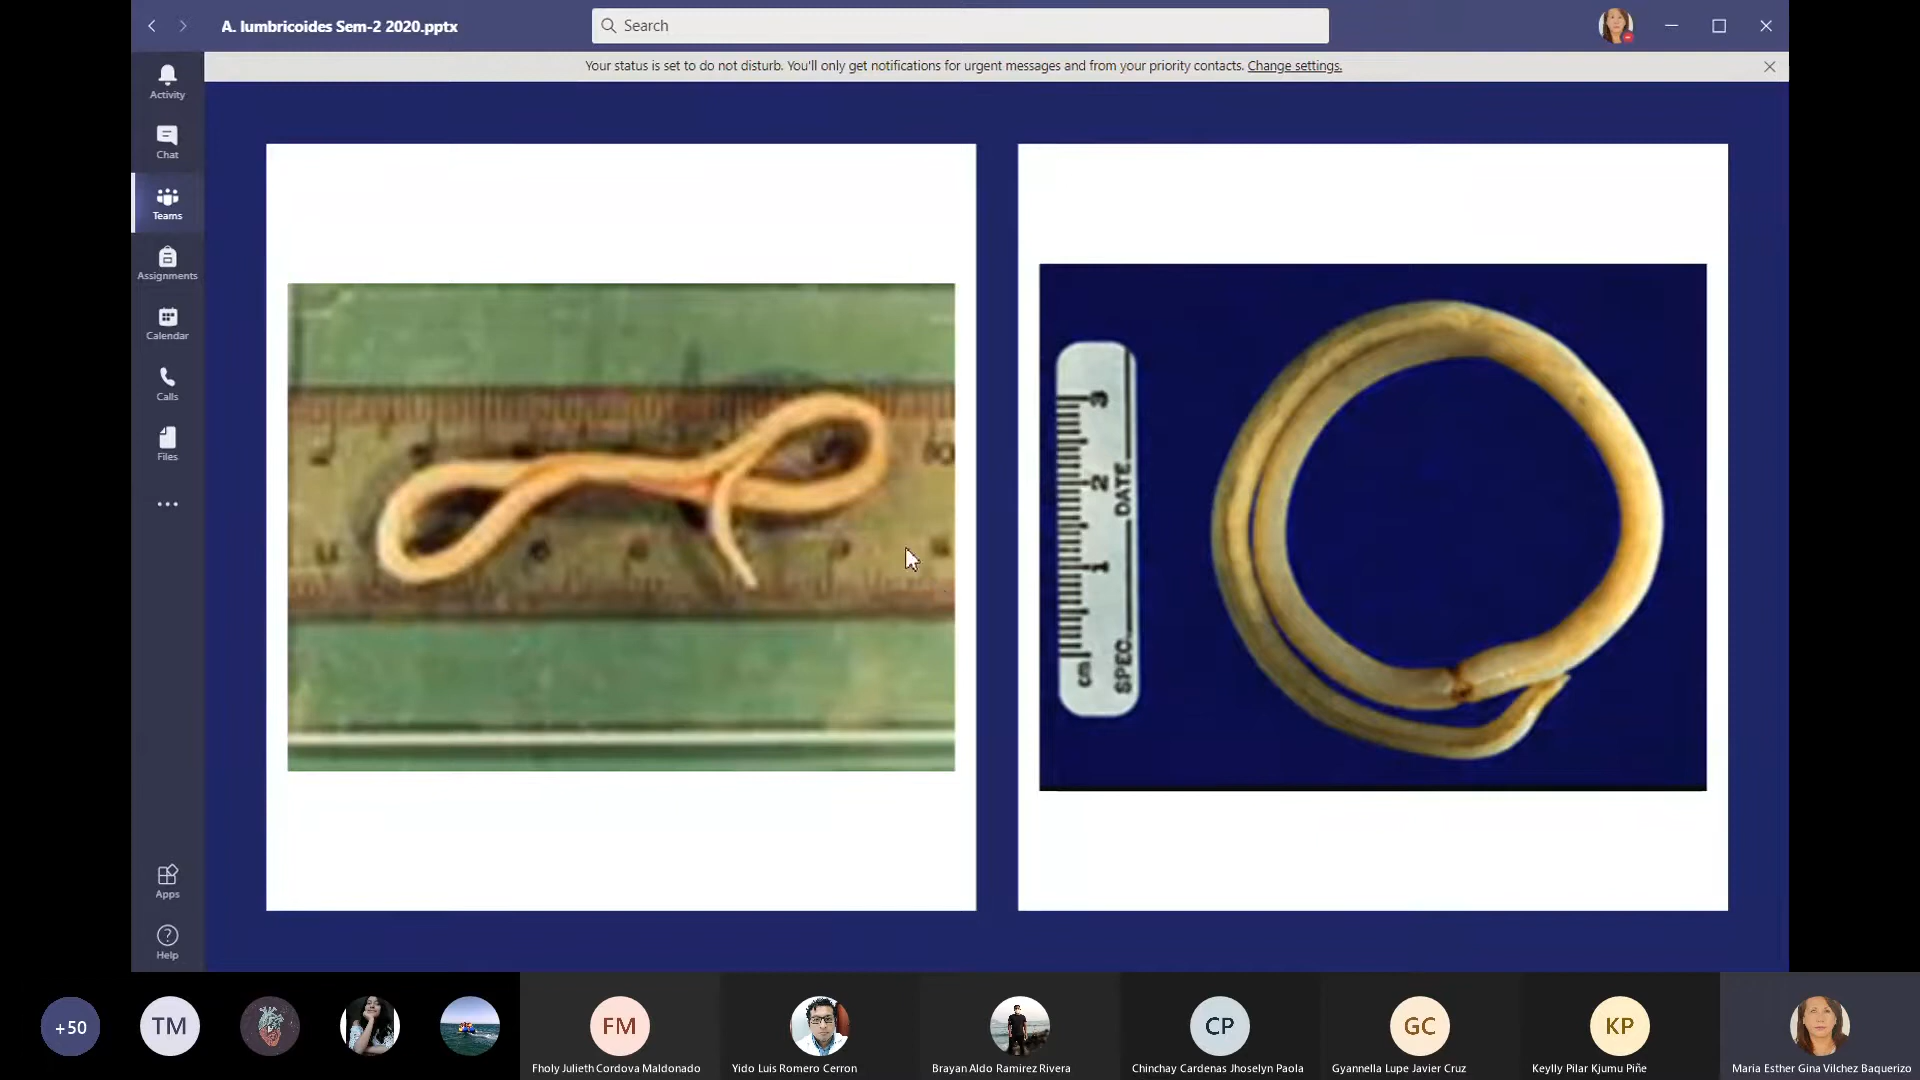 A. lumbricoides Sem-2 2020.pptx
Search
Your status is set to do not disturb. You'll only get notifications for urgent messages and from your priority contacts. Change settings.
Activity
Chat
Teams
Assignments
Calendar
Calls
Files
Apps
Help
3
2
1
cm
SPEC. DATE
+50
TM
FM
CP
GC
KP
Fholy Julieth Cordova Maldonado
Yido Luis Romero Cerron
Brayan Aldo Ramirez Rivera
Chinchay Cardenas Jhoselyn Paola
Gyannella Lupe Javier Cruz
Keylly Pilar Kjumu Piñe
Maria Esther Gina Vilchez Baquerizo